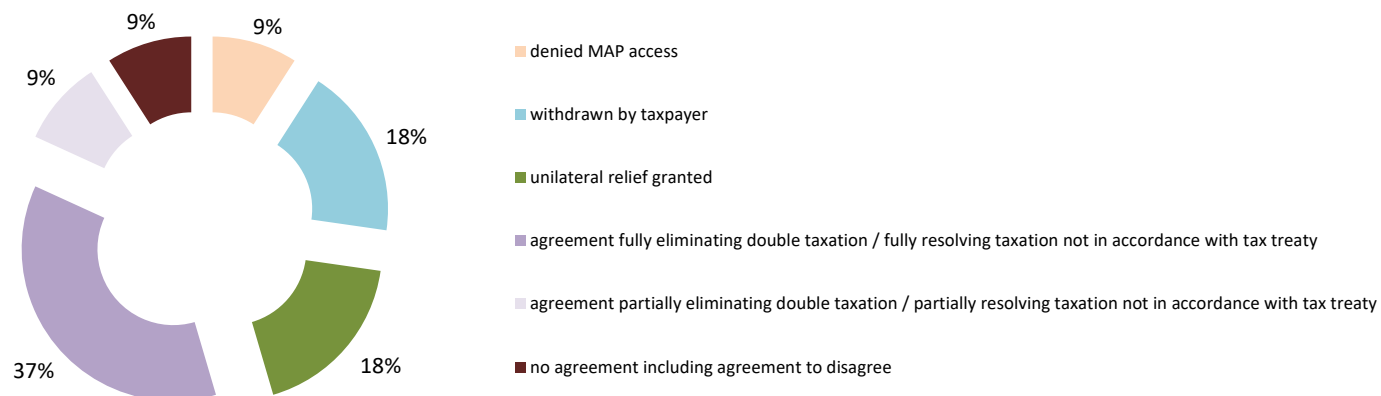 9%
9%
9%
18%
18%
37%
denied MAP access
withdrawn by taxpayer
unilateral relief granted
agreement fully eliminating double taxation / fully resolving taxation not in accordance with tax treaty
agreement partially eliminating double taxation / partially resolving taxation not in accordance with tax treaty
no agreement including agreement to disagree